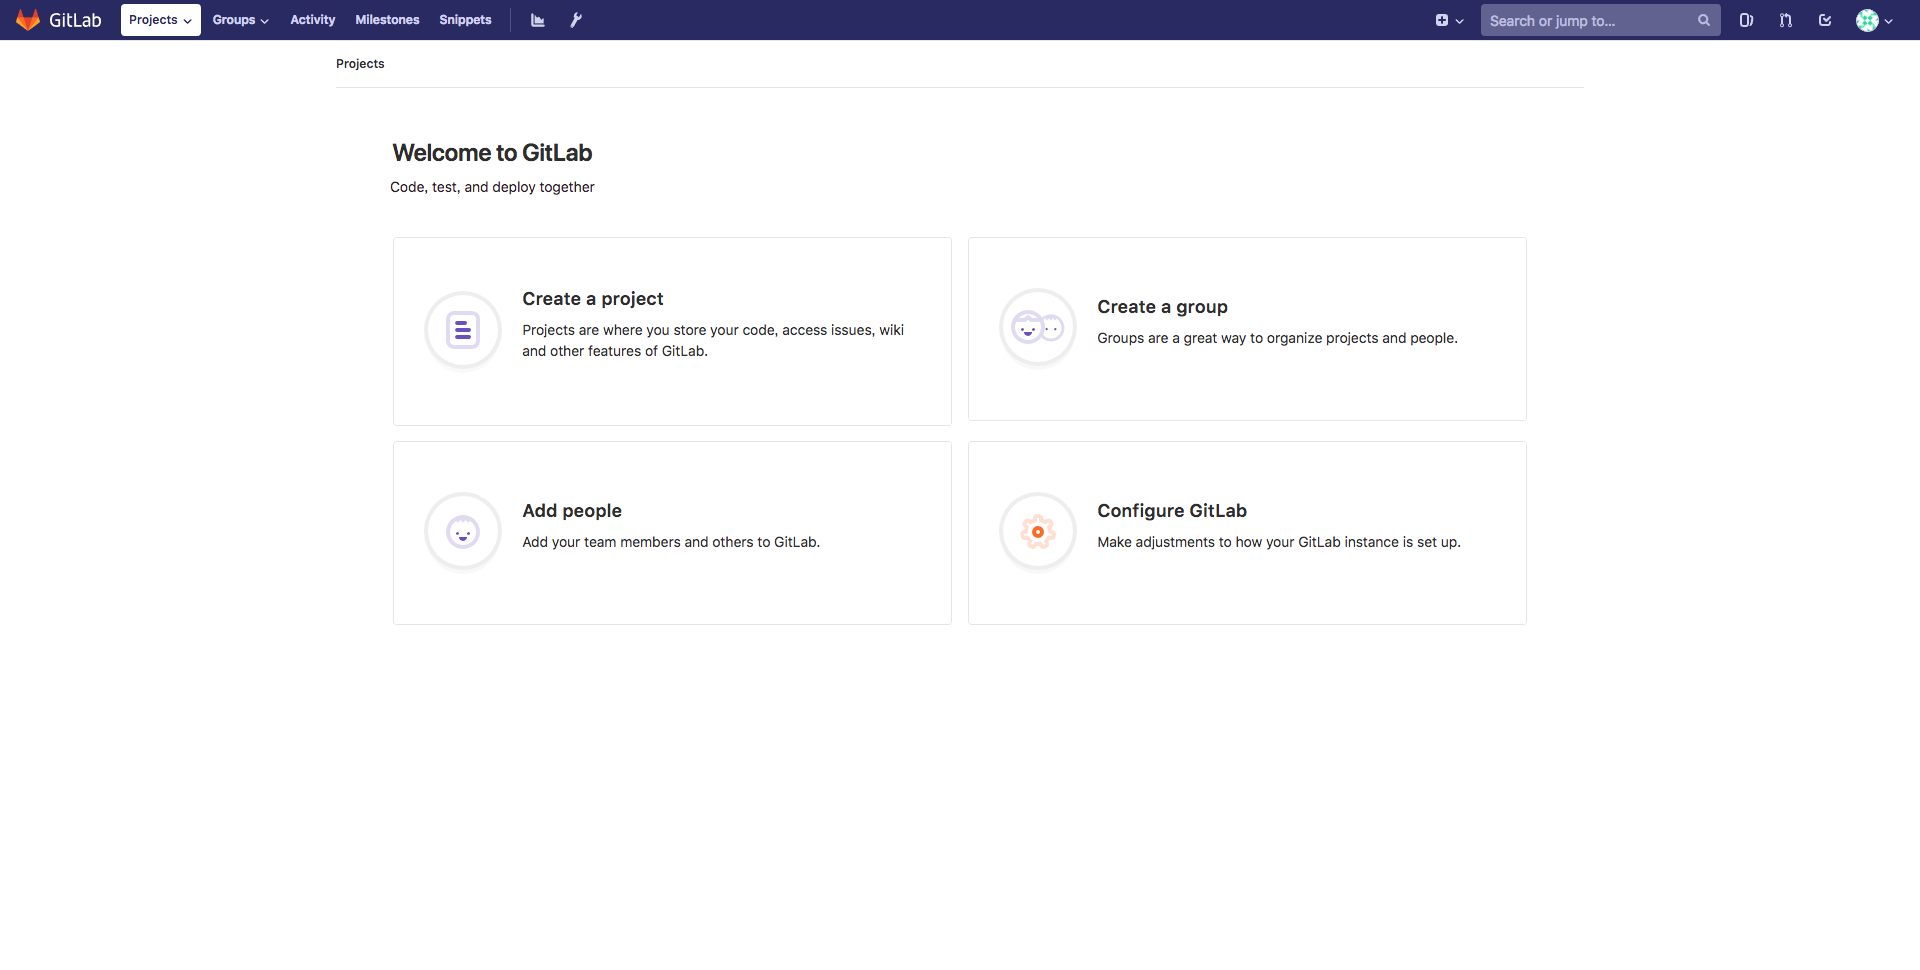 GitLab Projects Groups Activity Milestones Snippets Search or jump to...
Projects
Welcome to GitLab
Code, test, and deploy together
Create a project
Projects are where you store your code, access issues, wiki
and other features of GitLab.
Create a group
Groups are a great way to organize projects and people.
Add people
Add your team members and others to GitLab.
Configure GitLab
Make adjustments to how your GitLab instance is set up.